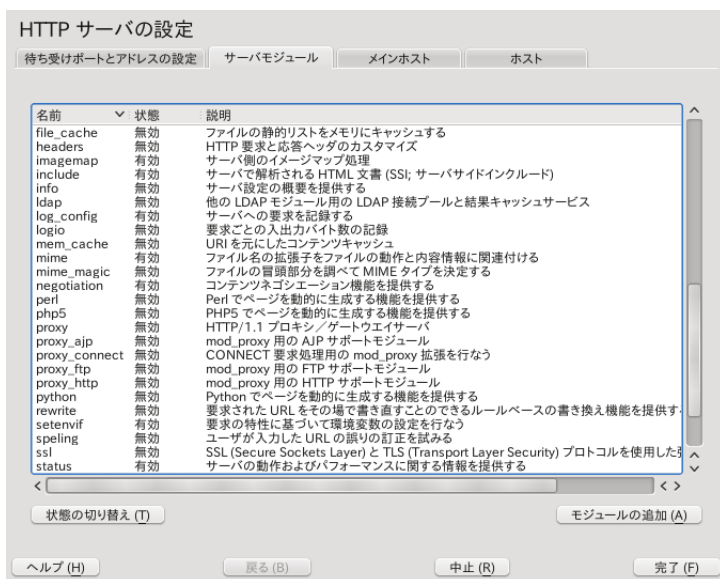 HTTP サーバの設定
待ち受けポートとアドレスの設定 サーバモジュール メインホスト ホスト
名前 状態 説明
file_cache 無効 ファイルの静的リストをメモリにキャッシュする
headers 無効 HTTP 要求と応答ヘッダのカスタマイズ
imagemap 有効 サーバ側のイメージマップ処理
include 有効 サーバで解析される HTML 文書 (SSI; サーバサイドインクルード)
info 無効 サーバ設定の概要を提供する
ldap 無効 他の LDAP モジュール用の LDAP 接続プールと結果キャッシュサービス
log_config 有効 サーバへの要求を記録する
logio 無効 要求ごとの入出力バイト数の記録
mem_cache 無効 URI を元にしたコンテンツキャッシュ
mime 有効 ファイル名の拡張子をファイルの動作と内容情報に関連付ける
mime_magic 無効 ファイルの冒頭部分を調べて MIME タイプを決定する
negotiation 有効 コンテンツネゴシエーション機能を提供する
perl 無効 Perl でページを動的に生成する機能を提供する
php5 無効 PHP5 でページを動的に生成する機能を提供する
proxy 無効 HTTP/1.1 プロキシ／ゲートウエイサーバ
proxy_ajp 無効 mod_proxy 用の AJP サポートモジュール
proxy_connect 無効 CONNECT 要求処理用の mod_proxy 拡張を行なう
proxy_ftp 無効 mod_proxy 用の FTP サポートモジュール
proxy_http 無効 mod_proxy 用の HTTP サポートモジュール
python 無効 Python でページを動的に生成する機能を提供する
rewrite 無効 要求された URL をその場で書き直すことのできるルールベースの書き換え機能を提供す
setenvif 有効 要求の特性に基づいて環境変数の設定を行なう
speling 無効 ユーザが入力した URL の誤りの訂正を試みる
ssl 有効 SSL (Secure Sockets Layer) と TLS (Transport Layer Security) プロトコルを使用した
status 有効 サーバの動作およびパフォーマンスに関する情報を提供する
状態の切り替え (T) モジュールの追加 (A)
ヘルプ (H) 戻る (B) 中止 (R) 完了 (F)